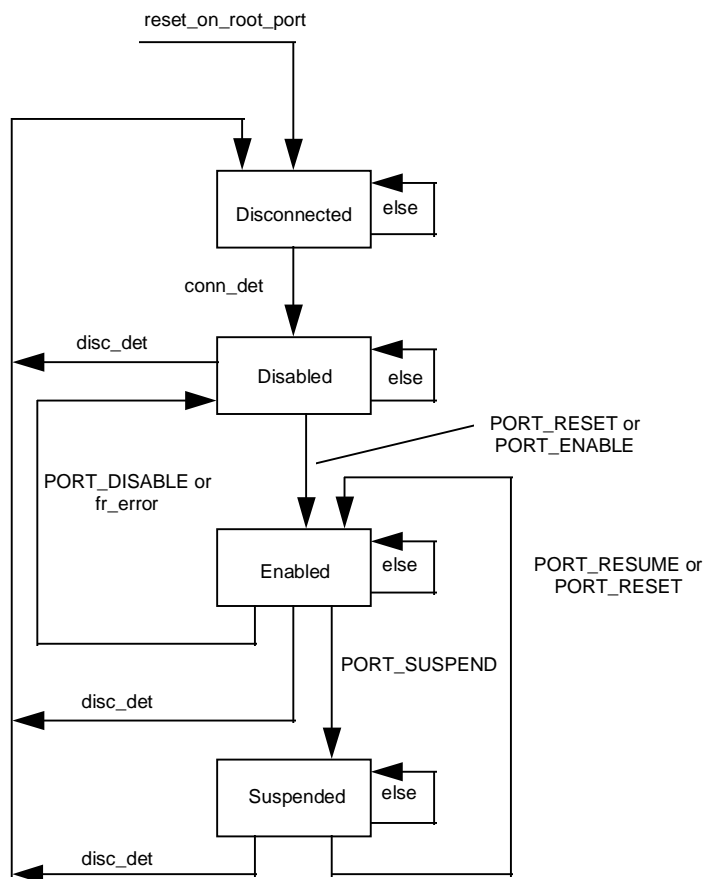 reset_on_root_port
Disconnected
else
conn_det
disc_det
Disabled
else
PORT_RESET or
PORT_ENABLE
PORT_DISABLE or
fr_error
Enabled
else
PORT_RESUME or
PORT_RESET
PORT_SUSPEND
disc_det
Suspended
else
disc_det